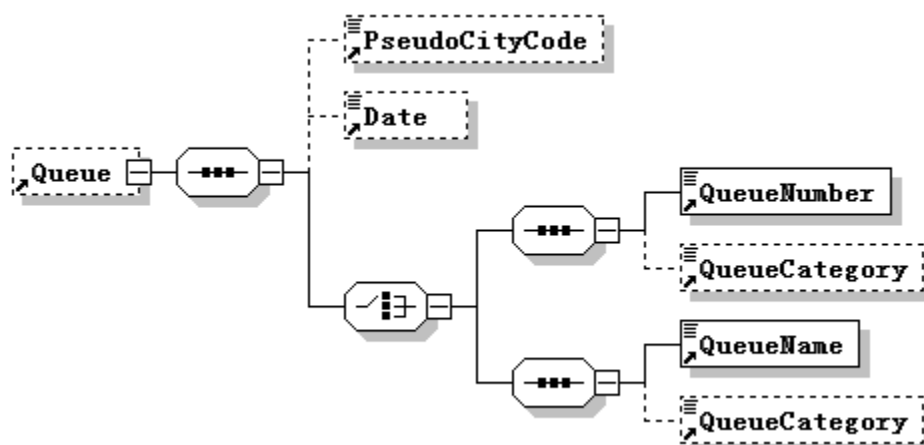 PseudoCityCode
Date
Queue
QueueNumber
QueueCategory
QueueName
QueueCategory